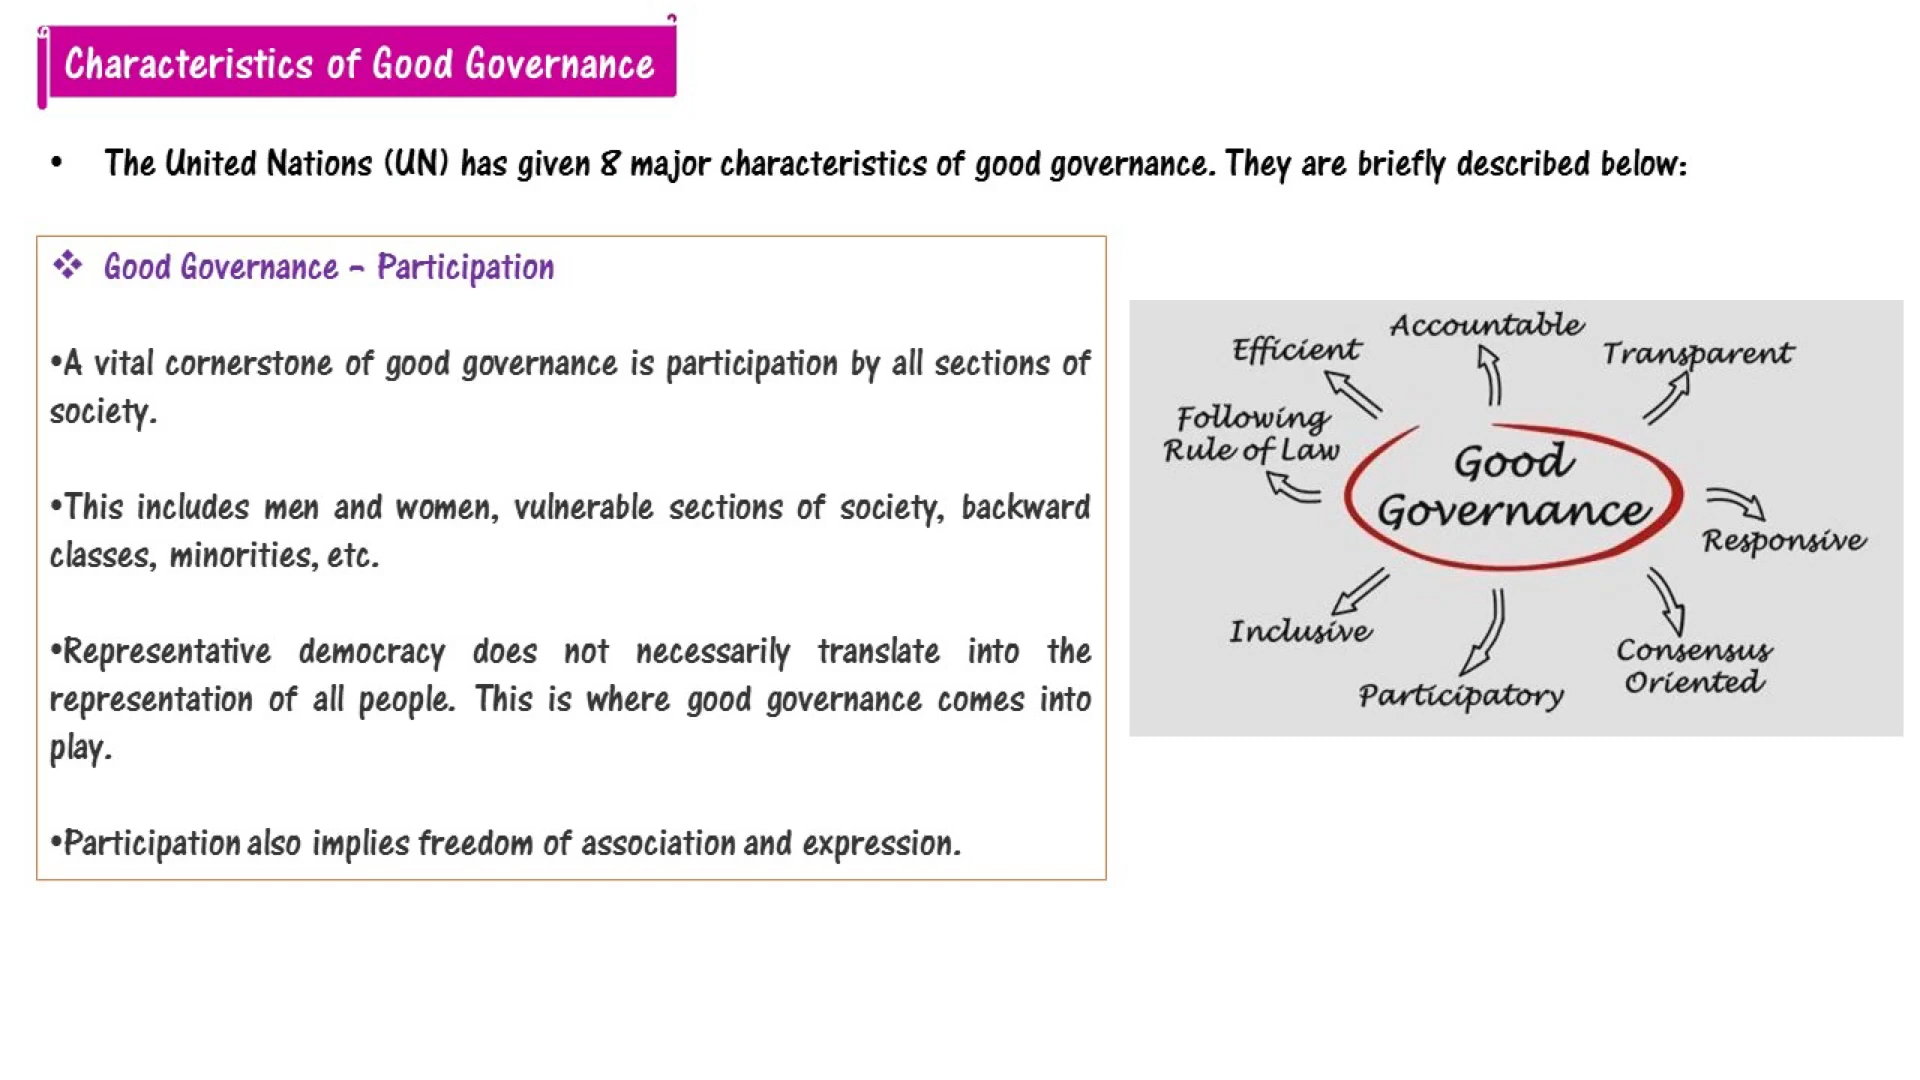 Characteristics of Good Governance
• The United Nations (UN) has given 8 major characteristics of good governance. They are briefly described below:
❖ Good Governance – Participation
•A vital cornerstone of good governance is participation by all sections of
society.
•This includes men and women, vulnerable sections of society, backward
classes, minorities, etc.
•Representative democracy does not necessarily translate into the
representation of all people. This is where good governance comes into
play.
•Participation also implies freedom of association and expression.
Accountable
Efficient
Transparent
Following
Rule of Law
Good
Governance
Responsive
Inclusive
Consensus
Oriented
Participatory